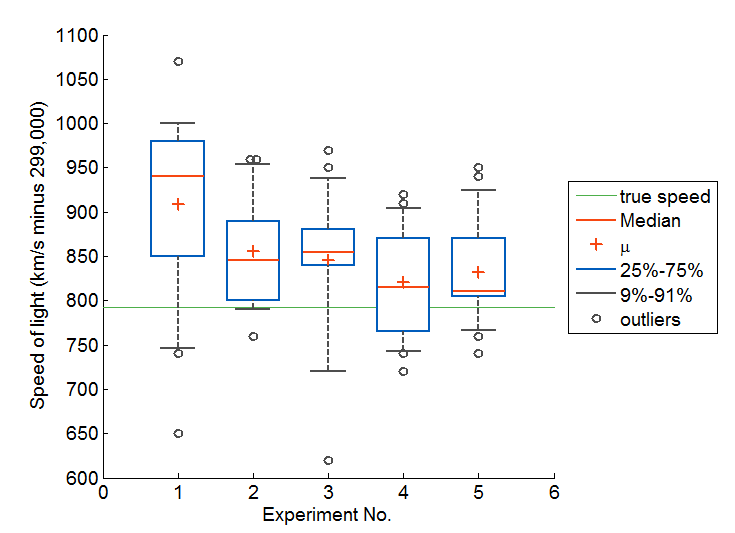 1100
1050
1000
950
900
850
800
750
700
650
600
Speed of light (km/s minus 299,000)
0 1 2 3 4 5 6
Experiment No.
true speed
Median
μ
25%-75%
9%-91%
outliers